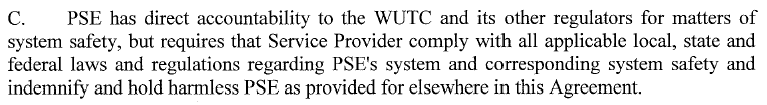 C. PSE has direct accountability to the WUTC and its other regulators for matters of
system safety, but requires that Service Provider comply with all applicable local, state and
federal laws and regulations regarding PSE's system and corresponding system safety and
indemnify and hold harmless PSE as provided for elsewhere in this Agreement.